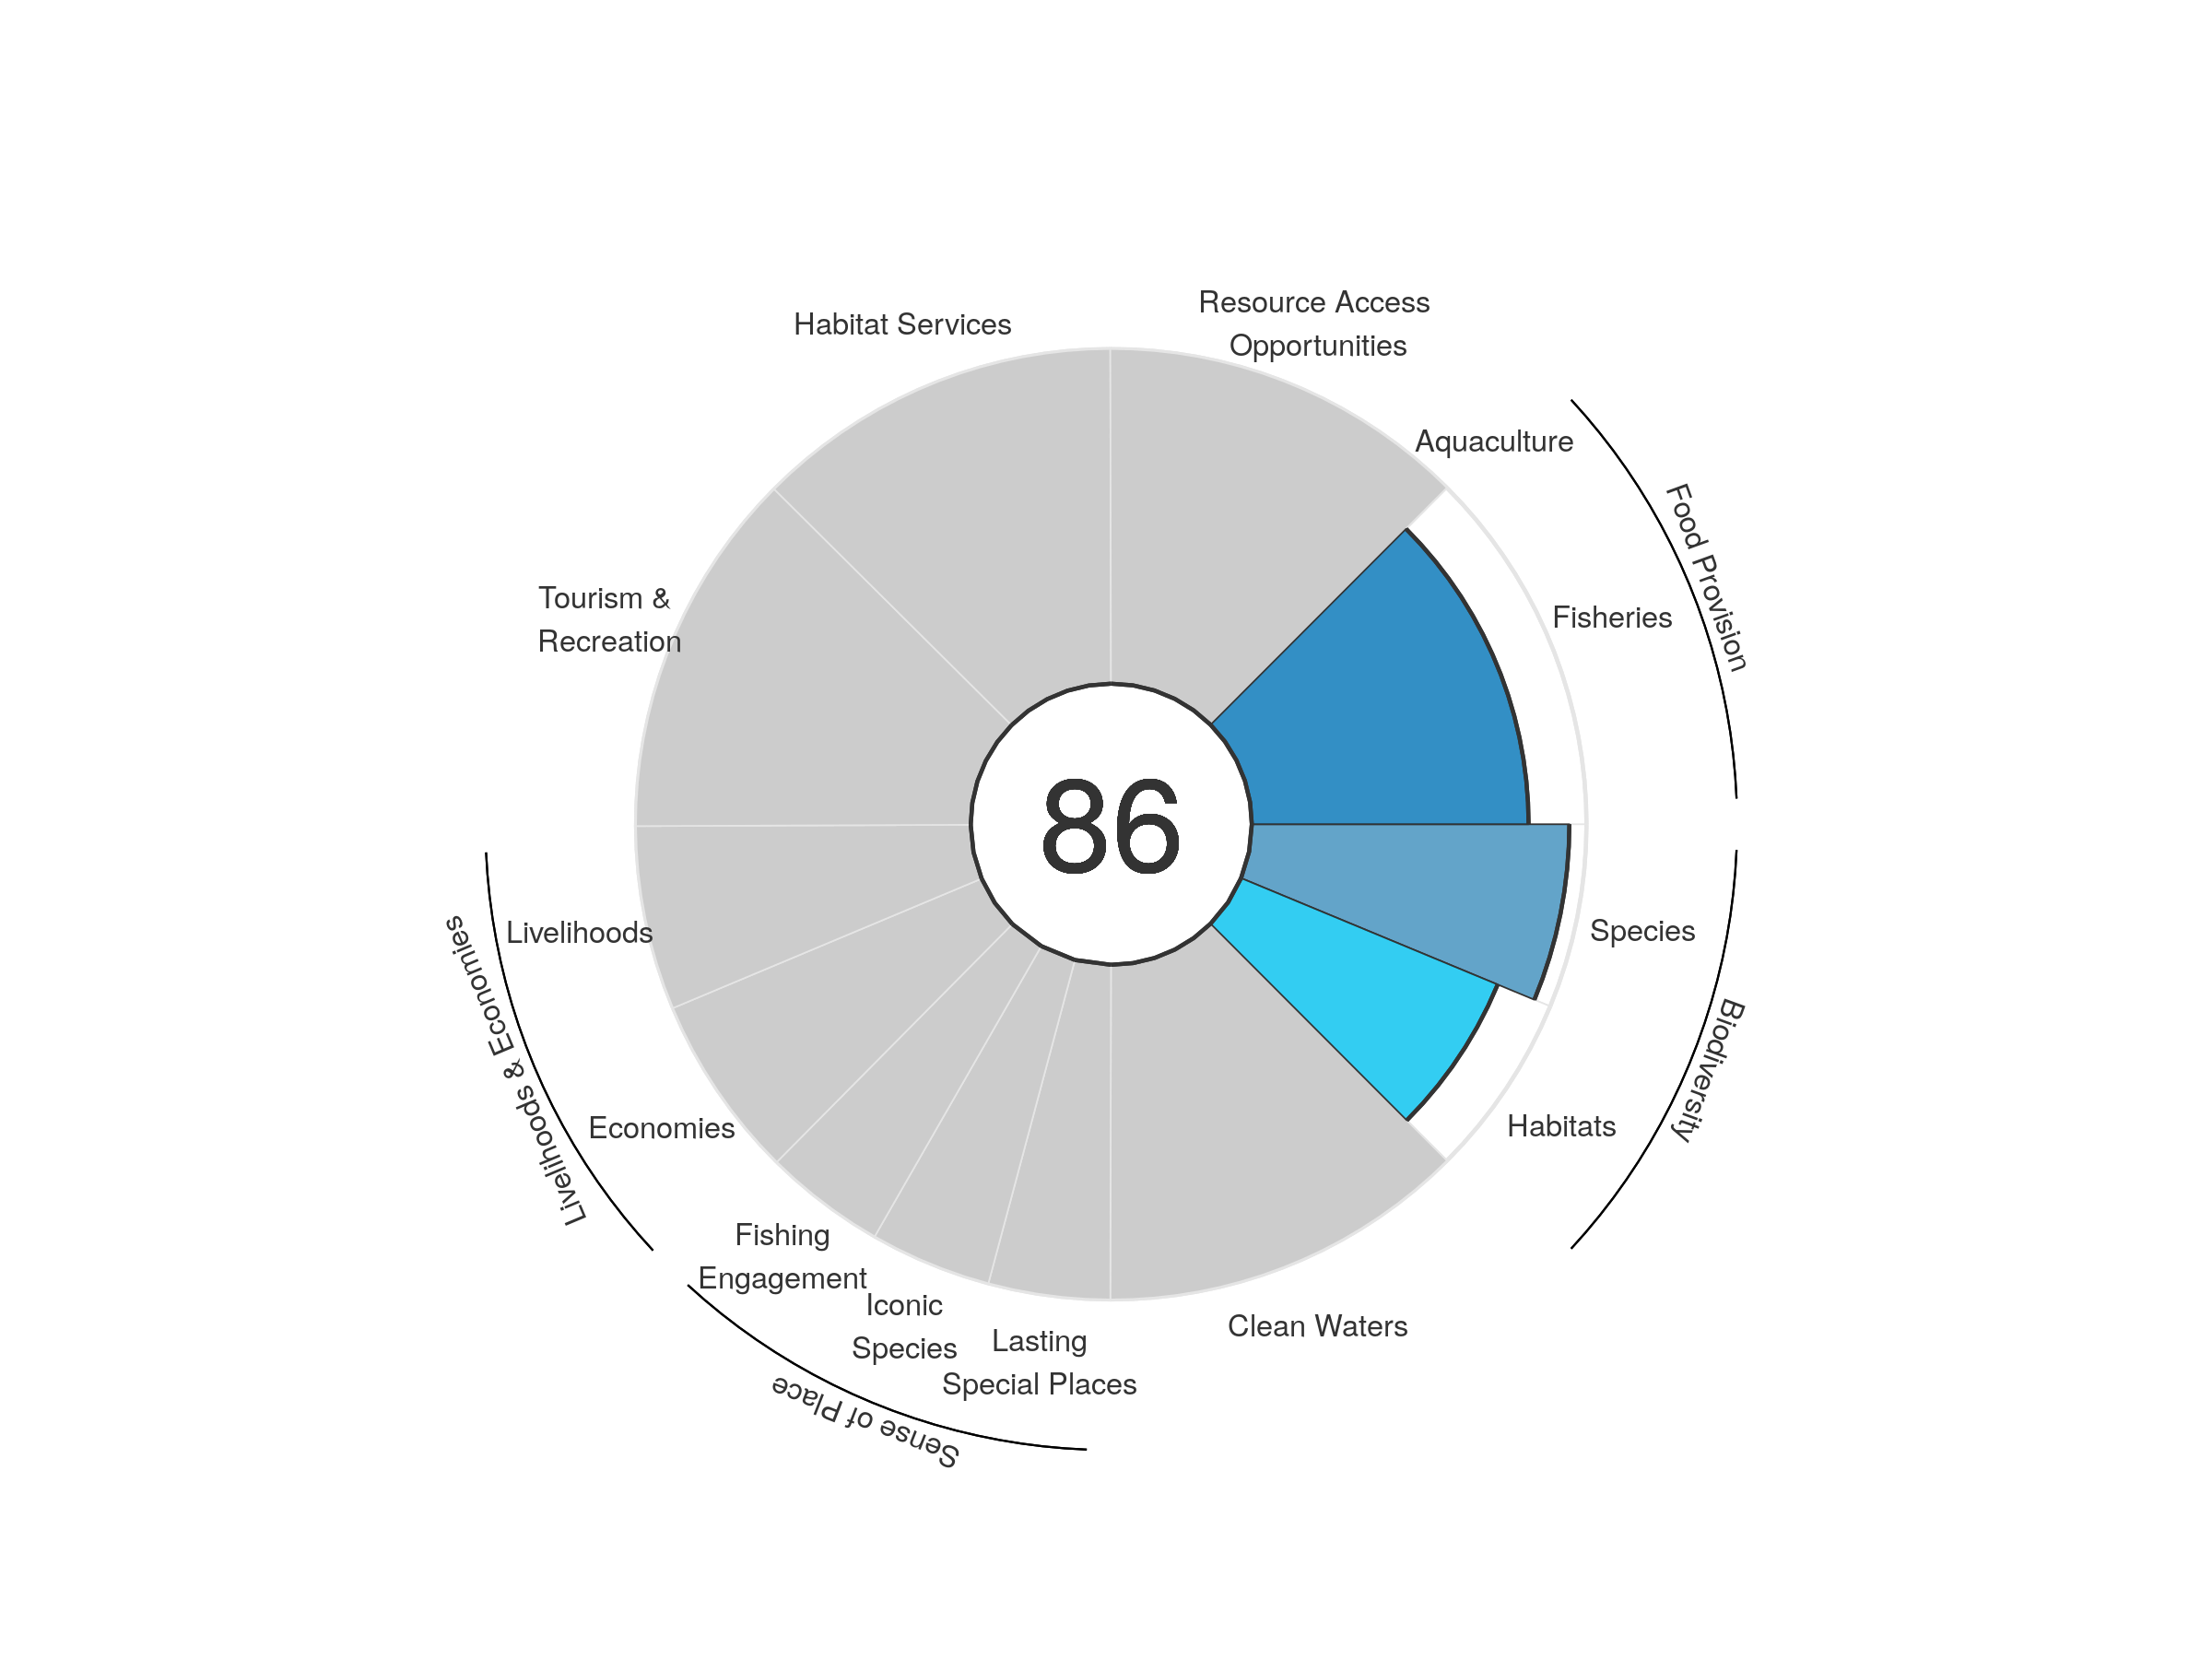 Resource Access
Opportunities
Habitat Services
Aquaculture
Food Provision
Fisheries
Tourism &
Recreation
86
Species
Livelihoods
Livelihoods & Economies
Biodiversity
Habitats
Economies
Fishing
Engagement
Iconic
Species
Clean Waters
Lasting
Special Places
Sense of Place